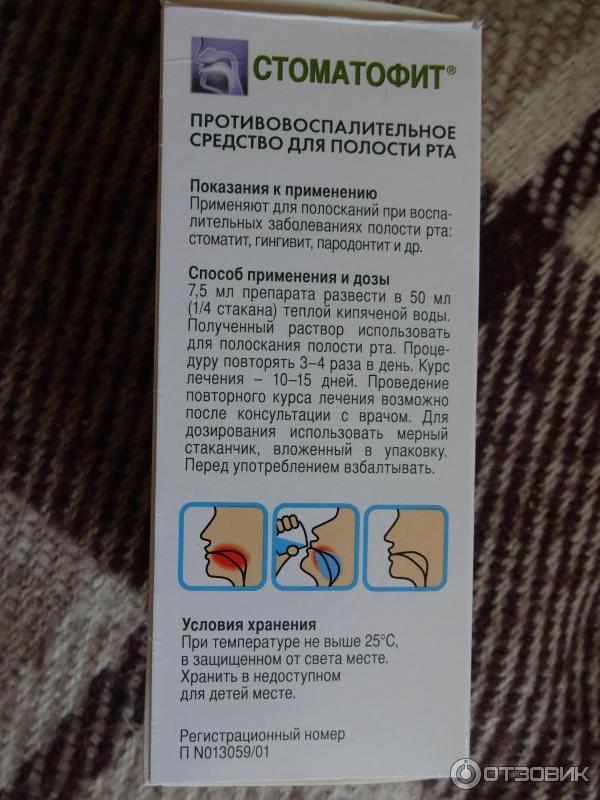 СТОМАТОФИТ®
ПРОТИВОВОСПАЛИТЕЛЬНОЕ
СРЕДСТВО ДЛЯ ПОЛОСТИ РТА
Показания к применению
Применяют для полосканий при воспа-
лительных заболеваниях полости рта:
стоматит, гингивит, пародонтит и др.
Способ применения и дозы
7,5 мл препарата развести в 50 мл
(1/4 стакана) теплой кипяченой воды.
Полученный раствор использовать
для полоскания полости рта. Проце-
дуру повторять 3–4 раза в день. Курс
лечения – 10–15 дней. Проведение
повторного курса лечения возможно
после консультации с врачом. Для
дозирования использовать мерный
стаканчик, вложенный в упаковку.
Перед употреблением взбалтывать.
Условия хранения
При температуре не выше 25°С,
в защищенном от света месте.
Хранить в недоступном
для детей месте.
Регистрационный номер
П N013059/01
ОТЗОВИК